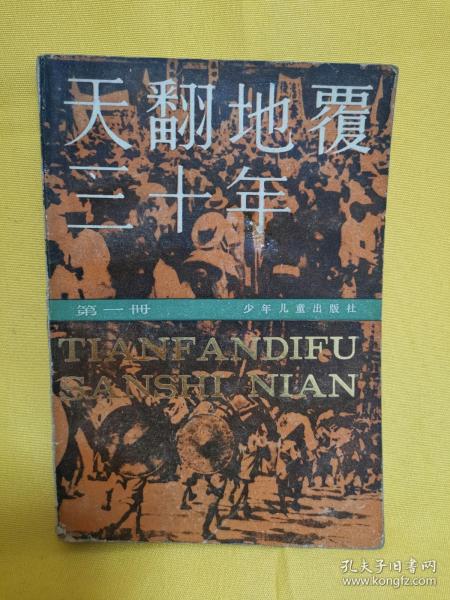 天翻地覆
三十年
第一冊 少年儿童出版社
TIANFANDIFU
SANSHI NIAN
孔夫子旧书网
www.kongfz.com